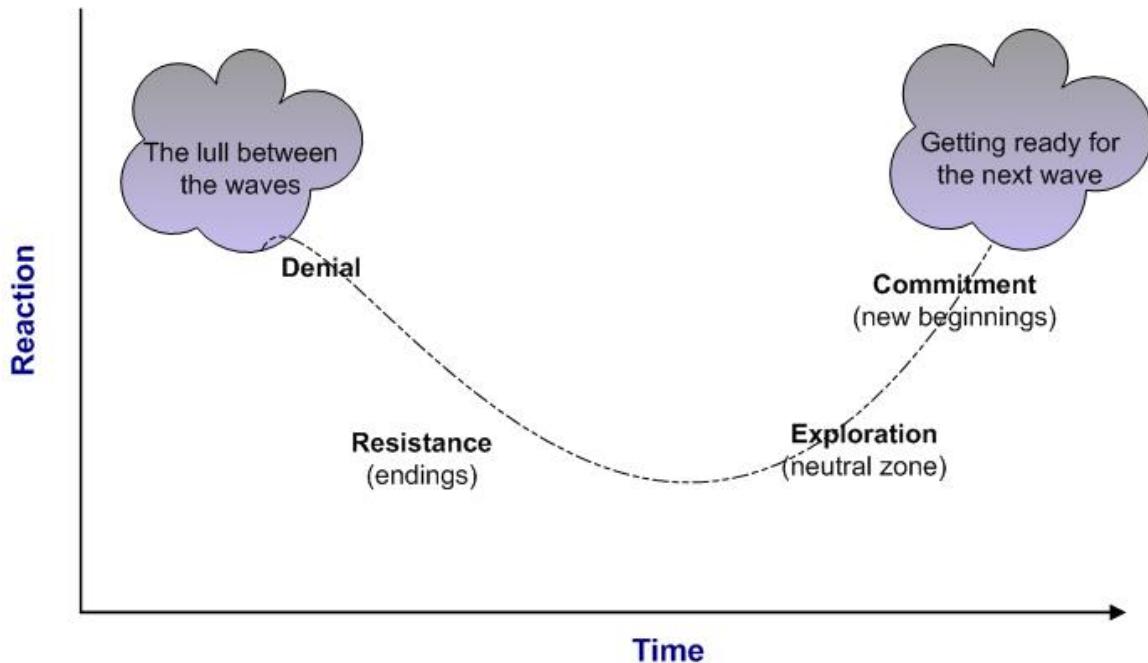 The lull between
the waves
Getting ready for
the next wave
Denial
Commitment
(new beginnings)
Reaction
Resistance
(endings)
Exploration
(neutral zone)
Time